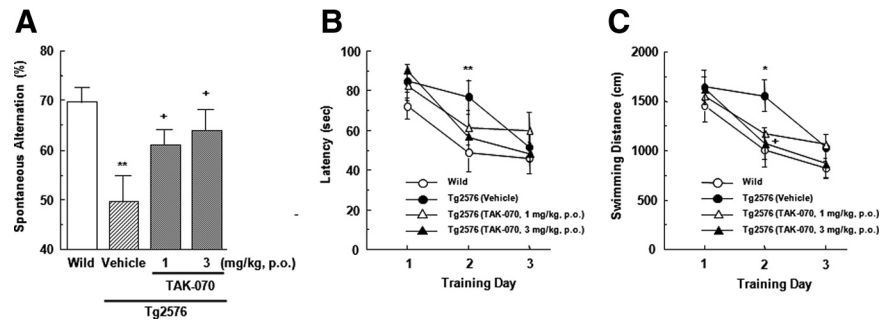 A
Spontaneous Alternation (%)
80
70
60
50
40
**
+
+
Wild Vehicle 1 3 (mg/kg, p.o.)
TAK-070
Tg2576
B
Latency (sec)
100
80
60
40
20
0
**
Wild
Tg2576 (Vehicle)
Tg2576 (TAK-070, 1 mg/kg, p.o.)
Tg2576 (TAK-070, 3 mg/kg, p.o.)
1 2 3
Training Day
C
Swimming Distance (cm)
2000
1500
1000
500
0
*
+
Wild
Tg2576 (Vehicle)
Tg2576 (TAK-070, 1 mg/kg, p.o.)
Tg2576 (TAK-070, 3 mg/kg, p.o.)
1 2 3
Training Day